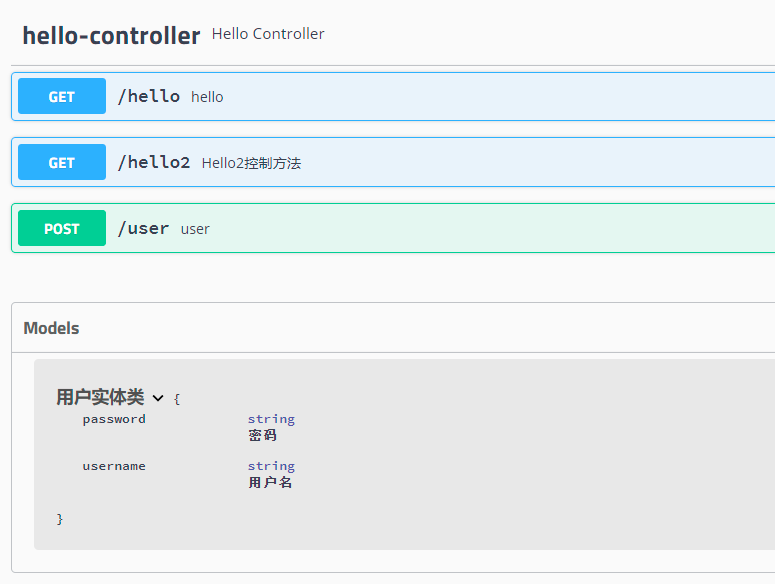 hello-controller Hello Controller
GET /hello hello
GET /hello2 Hello2控制方法
POST /user user
Models
用户实体类 {
password string
密码
username string
用户名
}